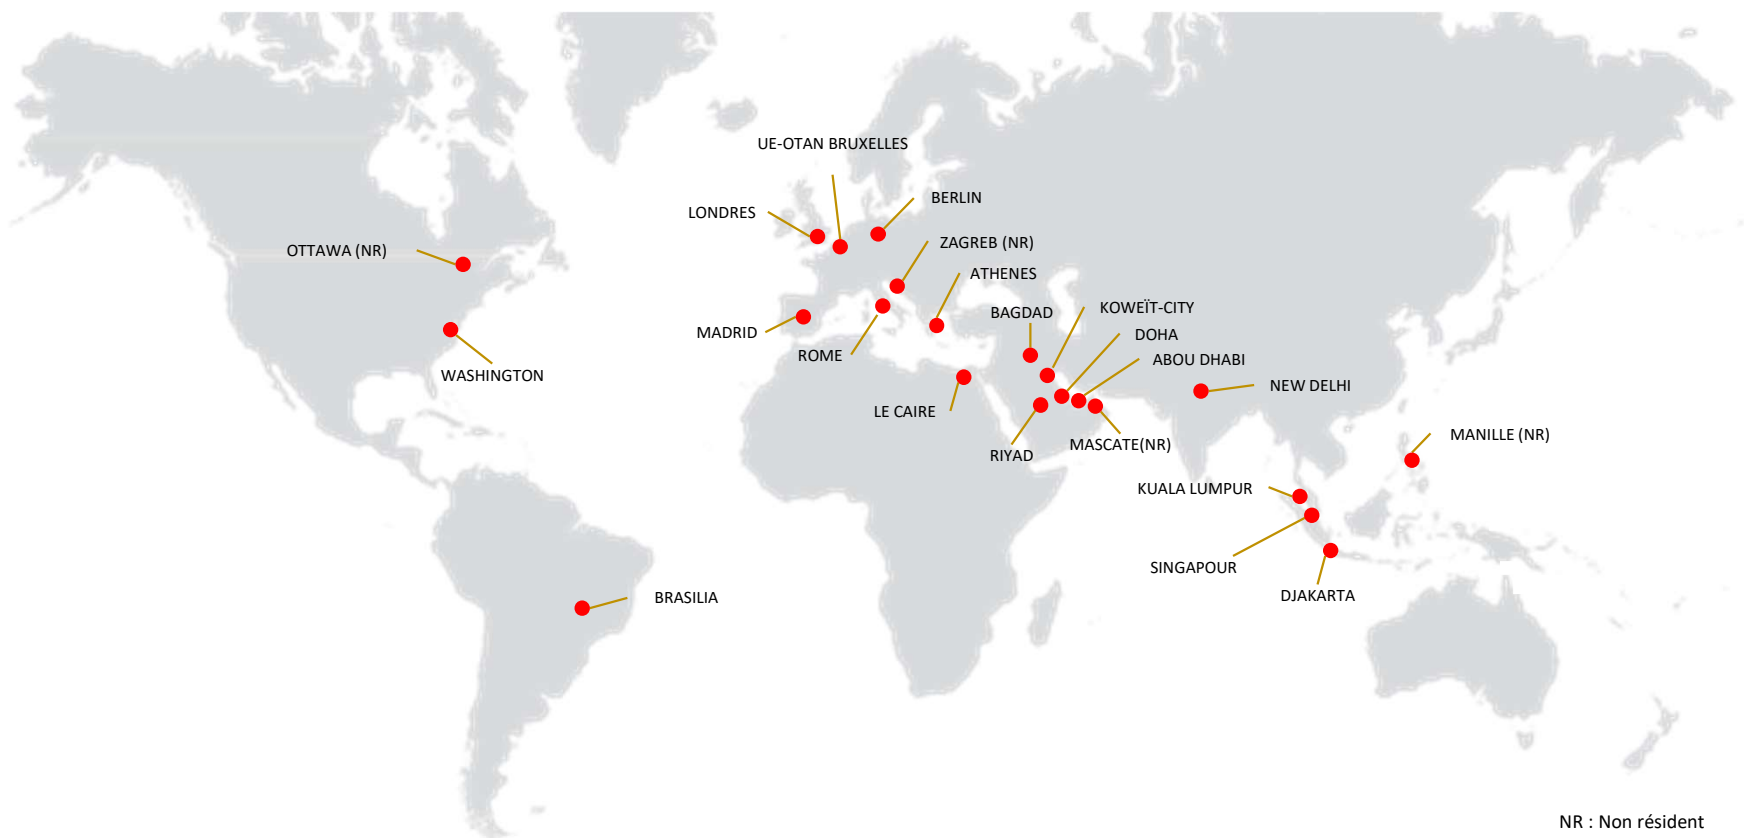 UE-OTAN BRUXELLES
BERLIN
LONDRES
ZAGREB (NR)
OTTAWA (NR)
ATHENES
KOWEÏT-CITY
BAGDAD
MADRID
DOHA
ROME
ABOU DHABI
WASHINGTON
NEW DELHI
LE CAIRE
MANILLE (NR)
MASCATE(NR)
RIYAD
KUALA LUMPUR
SINGAPOUR
DJAKARTA
BRASILIA
NR : Non résident